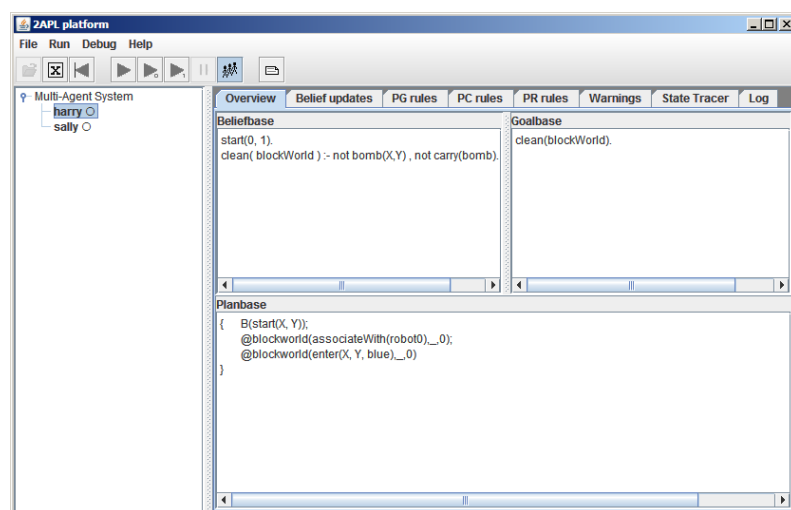 2APL platform
File Run Debug Help
Multi-Agent System
harry
sally
Overview Belief updates PG rules PC rules PR rules Warnings State Tracer Log
Beliefbase
start(0, 1).
clean( blockWorld ) :- not bomb(X,Y) , not carry(bomb).
Goalbase
clean(blockWorld).
Planbase
{ B(start(X, Y));
@blockworld(associateWith(robot0),_,0);
@blockworld(enter(X, Y, blue),_,0)
}